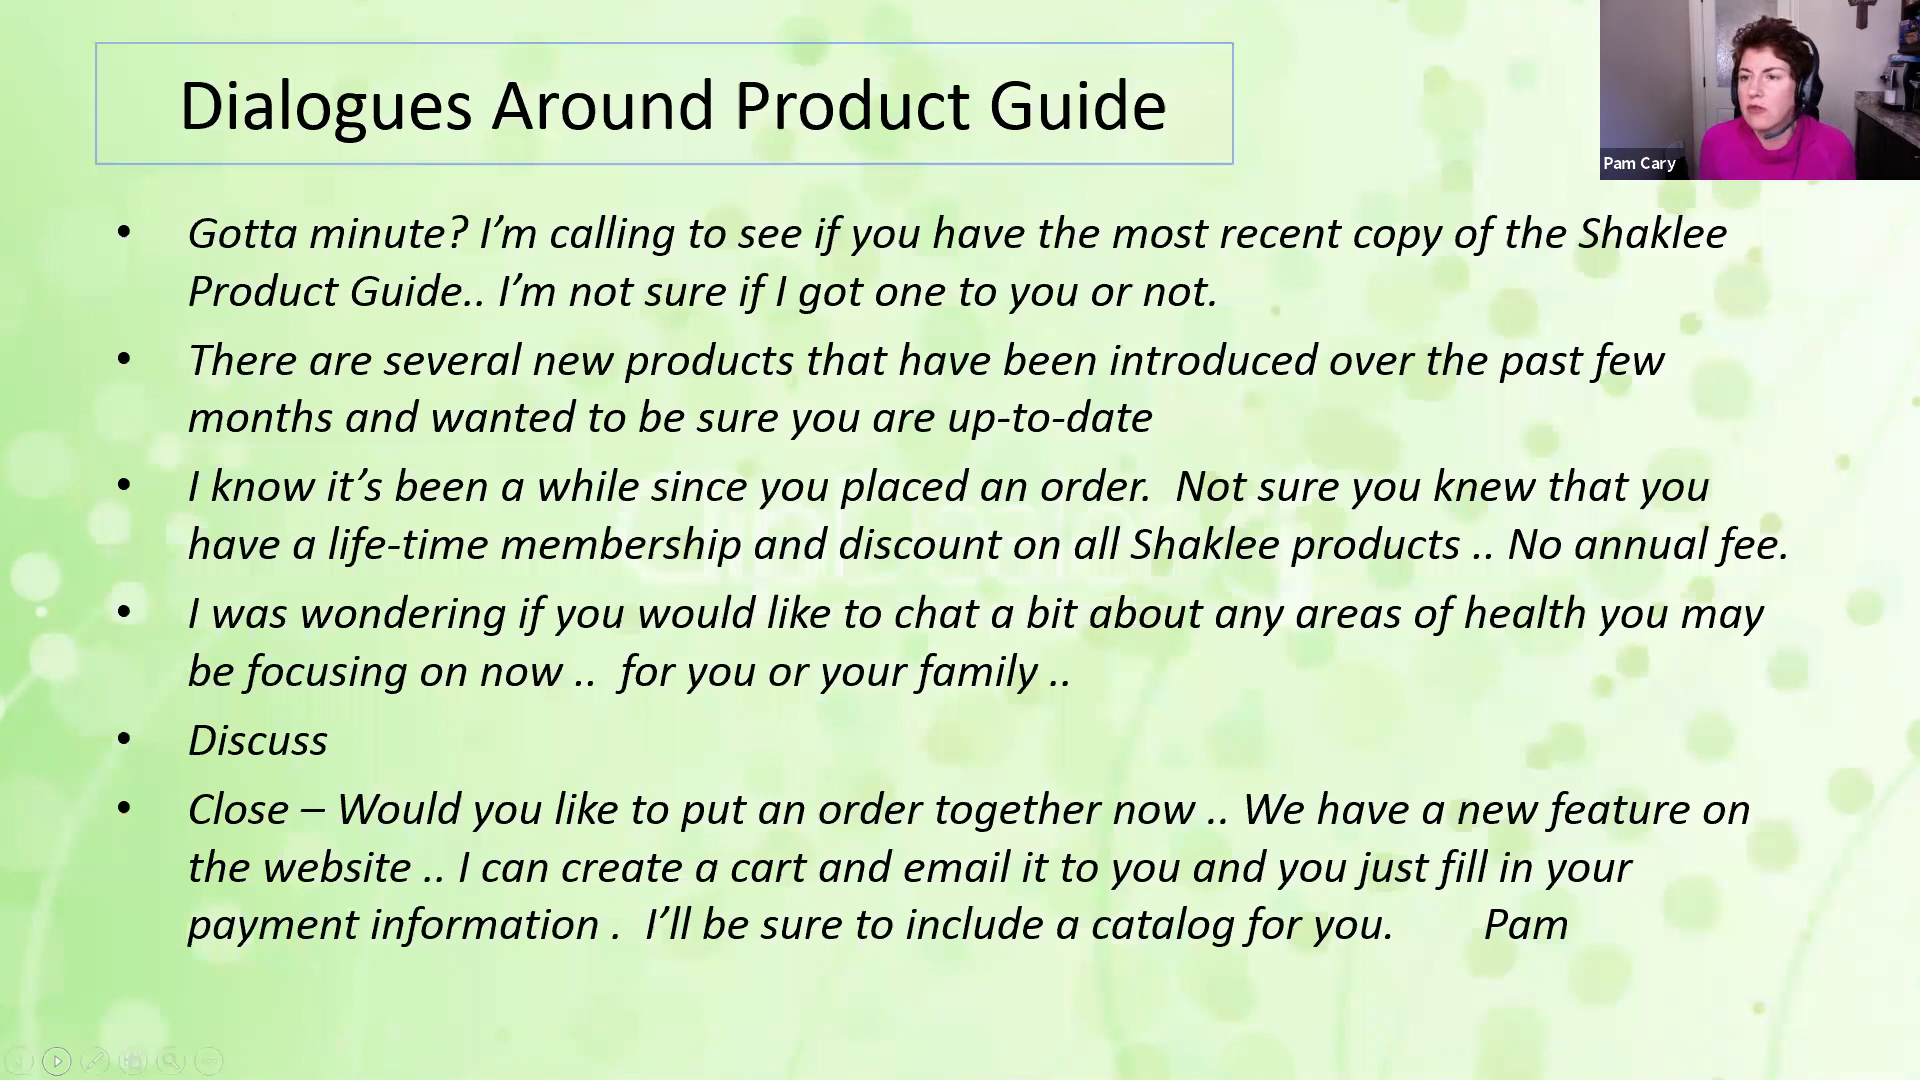 Dialogues Around Product Guide
Pam Cary
• Gotta minute? I’m calling to see if you have the most recent copy of the Shaklee
Product Guide.. I’m not sure if I got one to you or not.
• There are several new products that have been introduced over the past few
months and wanted to be sure you are up-to-date
• I know it’s been a while since you placed an order.  Not sure you knew that you
have a life-time membership and discount on all Shaklee products .. No annual fee.
• I was wondering if you would like to chat a bit about any areas of health you may
be focusing on now ..  for you or your family ..
• Discuss
• Close – Would you like to put an order together now .. We have a new feature on
the website .. I can create a cart and email it to you and you just fill in your
payment information .  I’ll be sure to include a catalog for you.       Pam